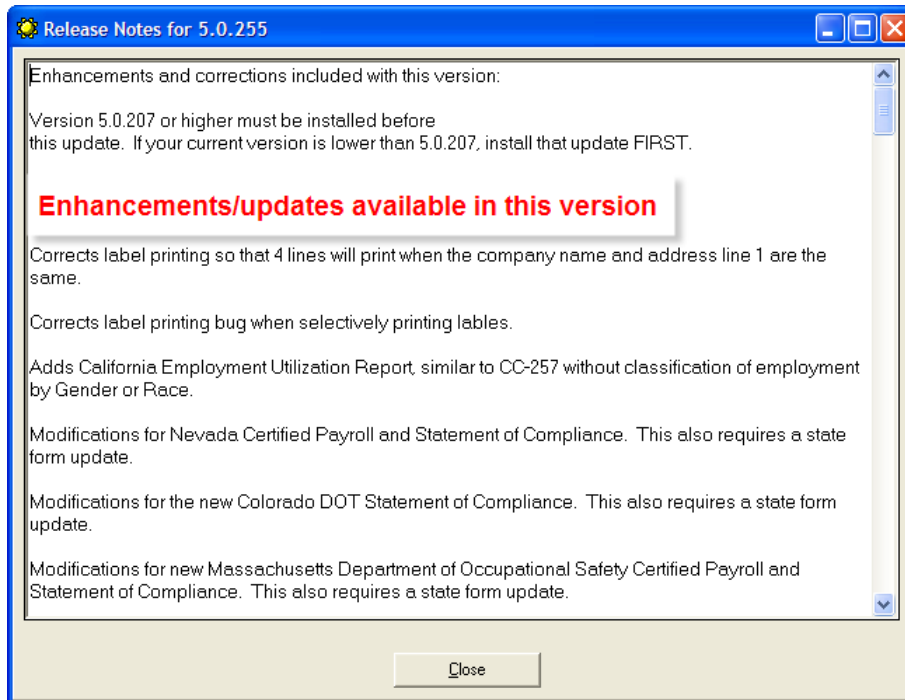 Release Notes for 5.0.255
Enhancements and corrections included with this version:
Version 5.0.207 or higher must be installed before
this update. If your current version is lower than 5.0.207, install that update FIRST.
Enhancements/updates available in this version
Corrects label printing so that 4 lines will print when the company name and address line 1 are the
same.
Corrects label printing bug when selectively printing lables.
Adds California Employment Utilization Report, similar to CC-257 without classification of employment
by Gender or Race.
Modifications for Nevada Certified Payroll and Statement of Compliance. This also requires a state
form update.
Modifications for the new Colorado DOT Statement of Compliance. This also requires a state form
update.
Modifications for new Massachusetts Department of Occupational Safety Certified Payroll and
Statement of Compliance. This also requires a state form update.
Close